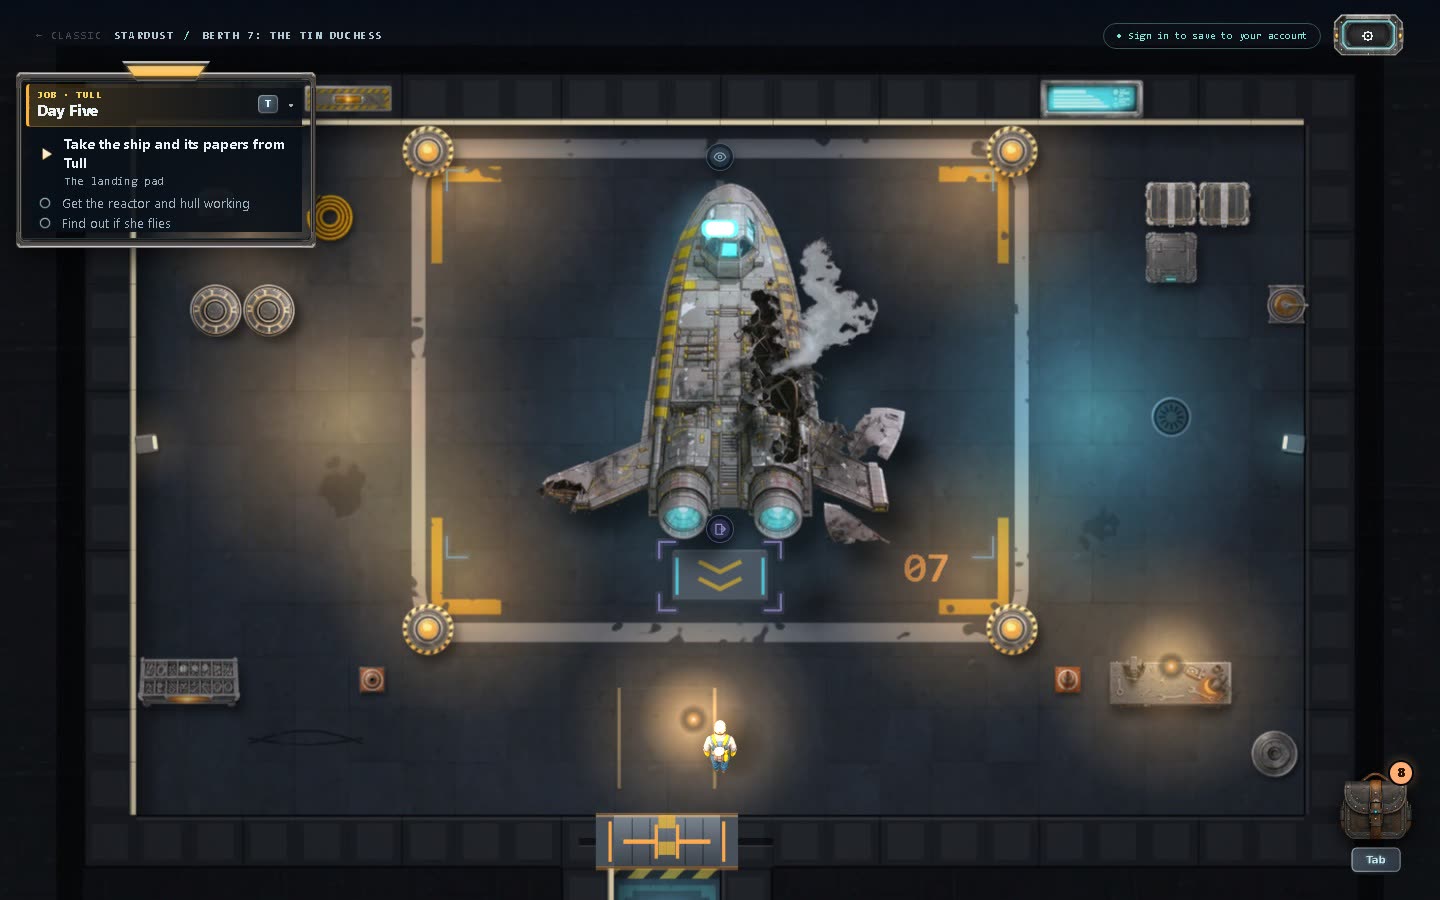 ← CLASSIC STARDUST / BERTH 7: THE TIN DUCHESS
• Sign in to save to your account
JOB · TULL
Day Five
T
Take the ship and its papers from
Tull
The landing pad
Get the reactor and hull working
Find out if she flies
07
8
Tab